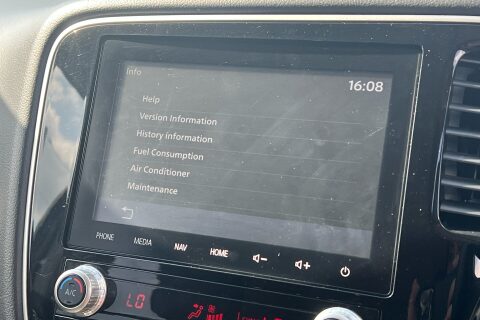 Info
16:08
Help
Version Information
History information
Fuel Consumption
Air Conditioner
Maintenance
PHONE MEDIA NAV HOME
A/C
LO